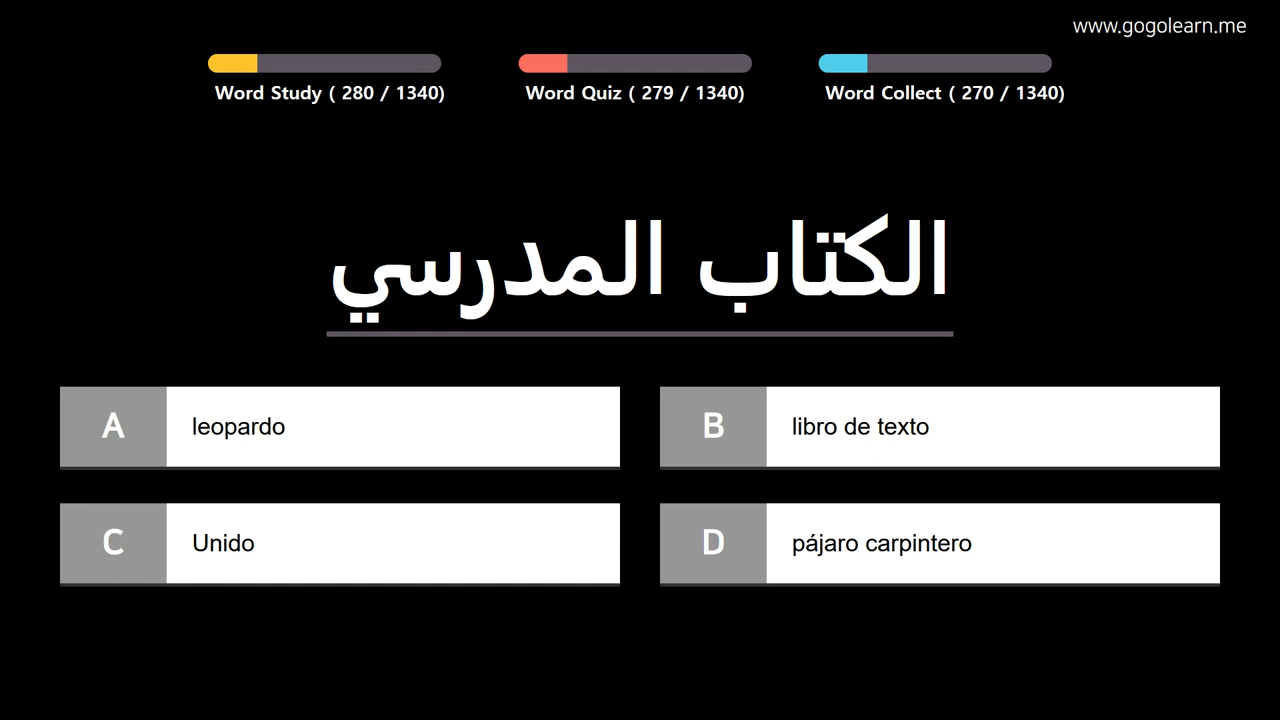 www.gogolearn.me
Word Study ( 280 / 1340)
Word Quiz ( 279 / 1340)
Word Collect ( 270 / 1340)
الكتاب المدرسي
A leopardo
B libro de texto
C Unido
D pájaro carpintero